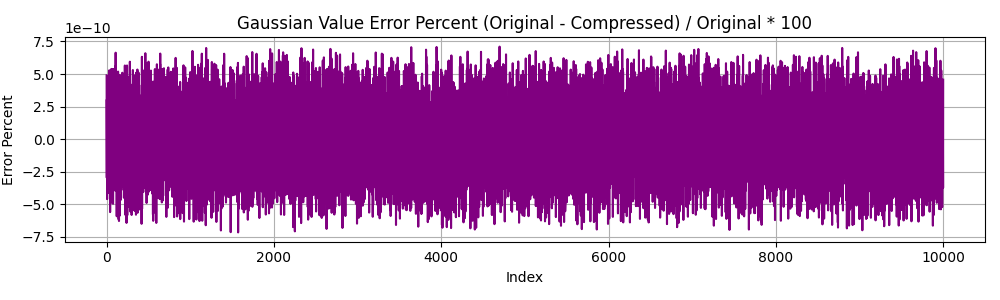 Gaussian Value Error Percent (Original - Compressed) / Original * 100
1e−10
7.5
5.0
2.5
0.0
−2.5
−5.0
−7.5
Error Percent
0 2000 4000 6000 8000 10000
Index